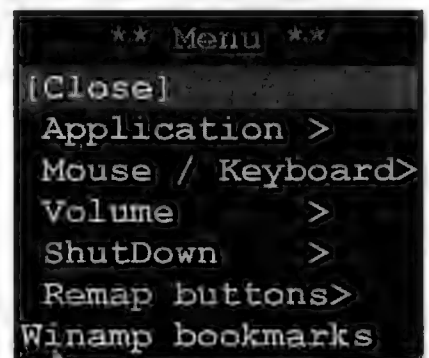 ** Menu **
[Close]
Application >
Mouse / Keyboard>
Volume >
ShutDown >
Remap buttons>
Winamp bookmarks